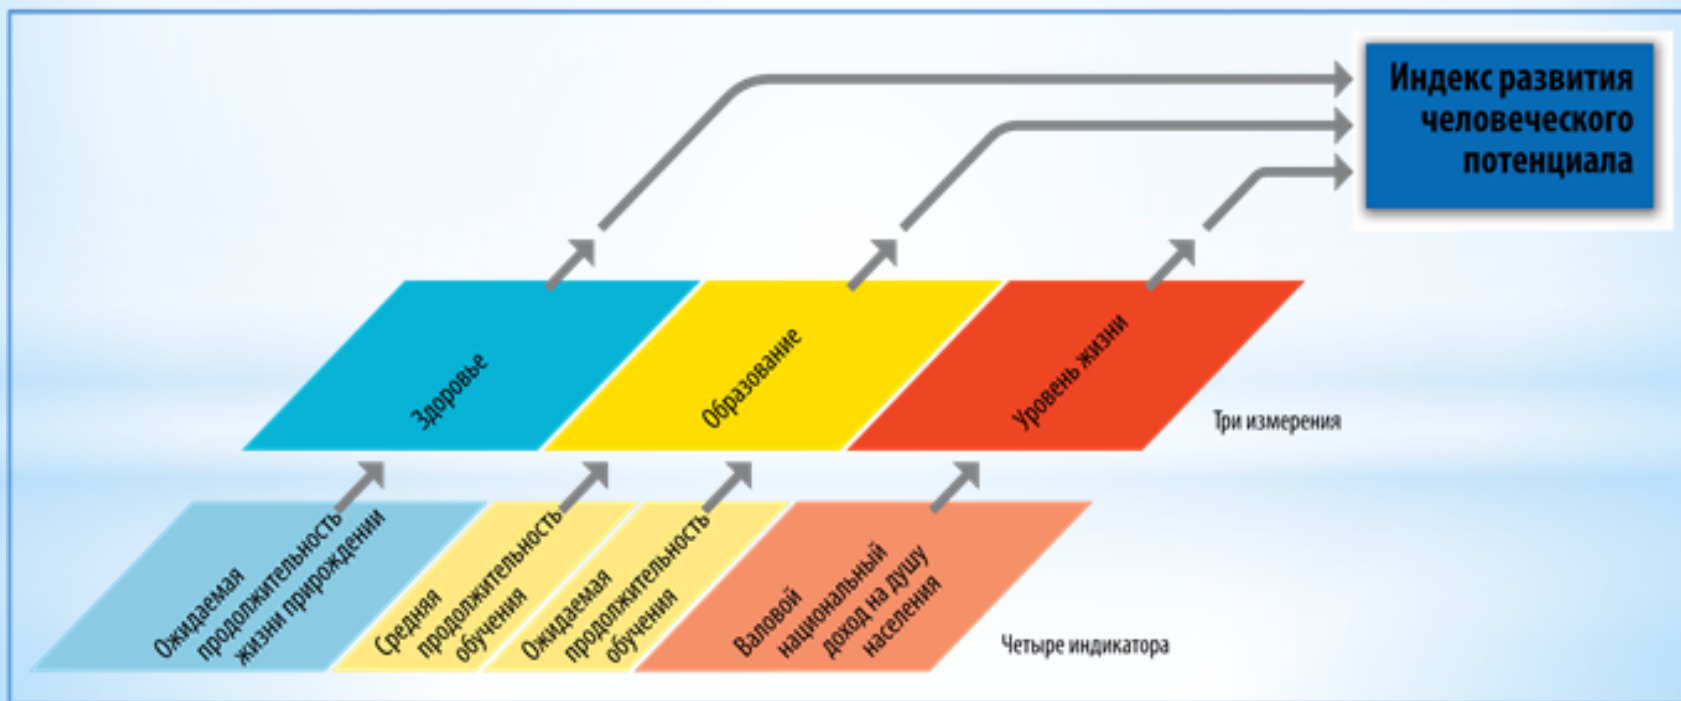 Индекс развития
человеческого
потенциала
Здоровье
Образование
Уровень жизни
Три измерения
Ожидаемая
продолжительность
жизни прирождении
Средняя
продолжительность
обучения
Ожидаемая
продолжительность
обучения
Валовой
национальный
доход на душу
населения
Четыре индикатора